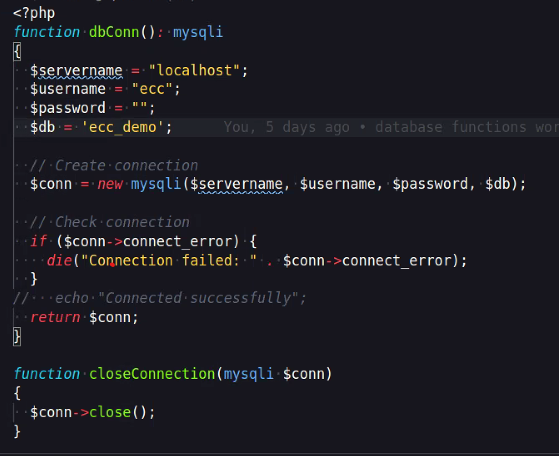 <?php
function dbConn(): mysqli
{
  $servername = "localhost";
  $username = "ecc";
  $password = "";
  $db = 'ecc_demo';      You, 5 days ago • database functions wor
  // Create connection
  $conn = new mysqli($servername, $username, $password, $db);
  // Check connection
  if ($conn->connect_error) {
    die("Connection failed: " . $conn->connect_error);
  }
//   echo "Connected successfully";
  return $conn;
}
function closeConnection(mysqli $conn)
{
  $conn->close();
}